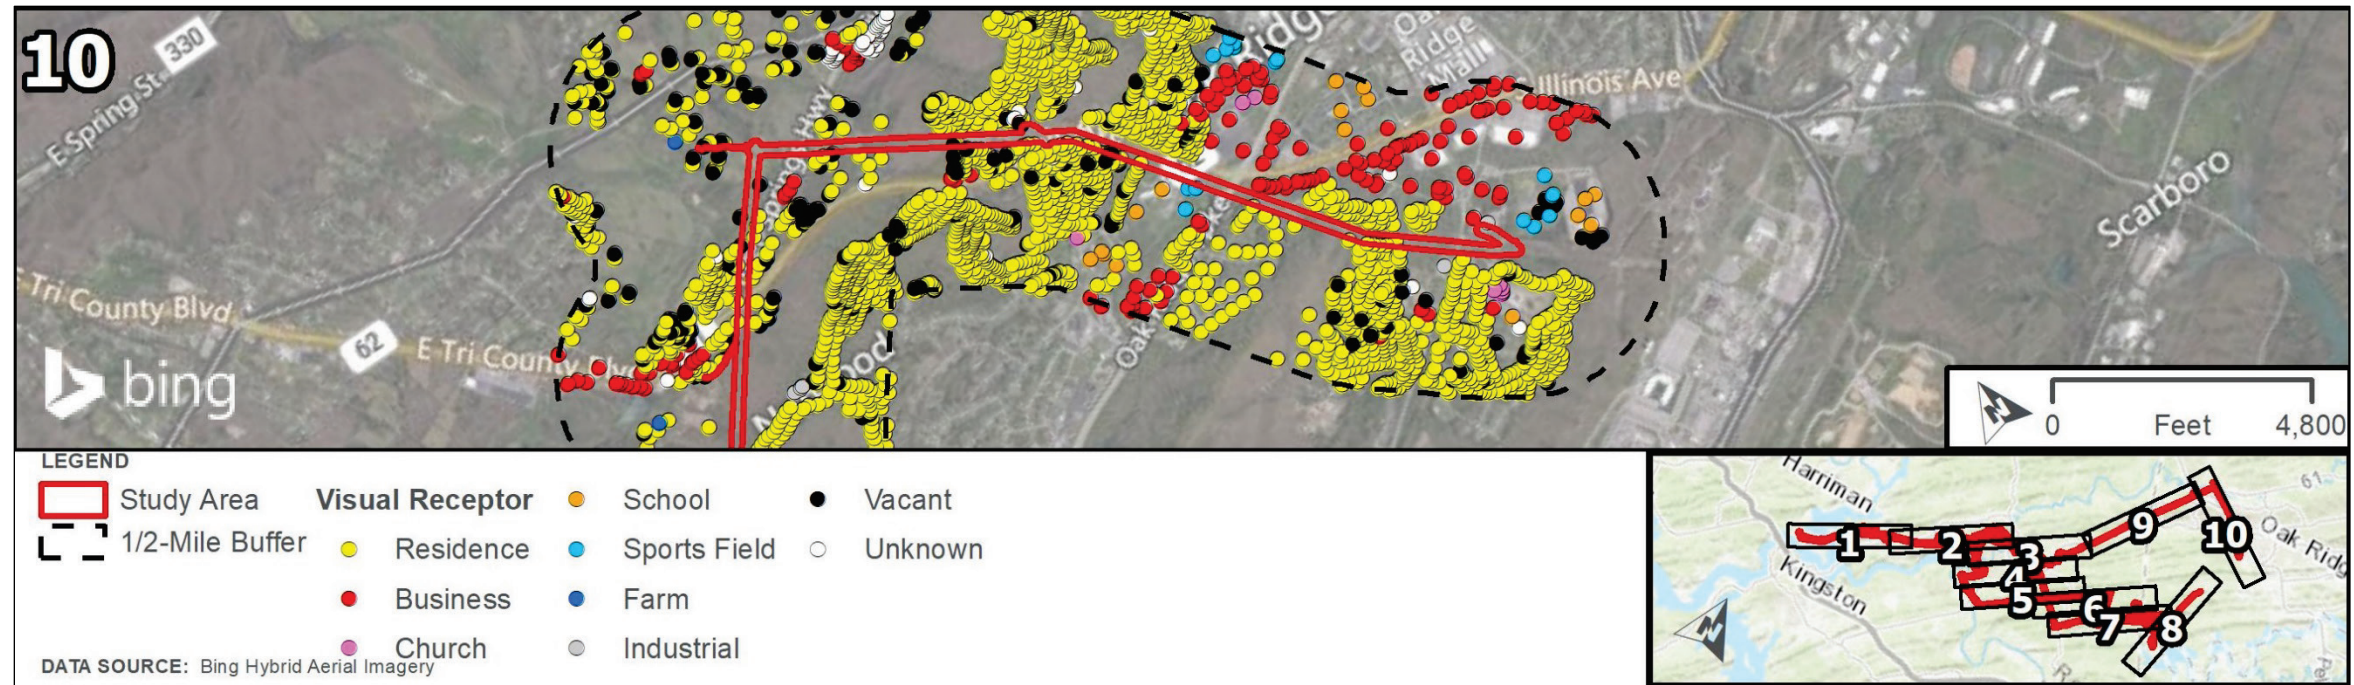 10
E Spring St.
330
Tri County Blvd
62
E Tri County Blvd
bing
Oak
Ridge
Mall
Ridge
S Illinois Ave
Scarboro
Oak
0 Feet 4,800
N
LEGEND
Study Area
1/2-Mile Buffer
Visual Receptor
Residence
Business
Church
School
Sports Field
Farm
Industrial
Vacant
Unknown
DATA SOURCE: Bing Hybrid Aerial Imagery
Harriman
Kingston
Oak Ridg
61
1
2
3
4
5
6
7
8
9
10
N